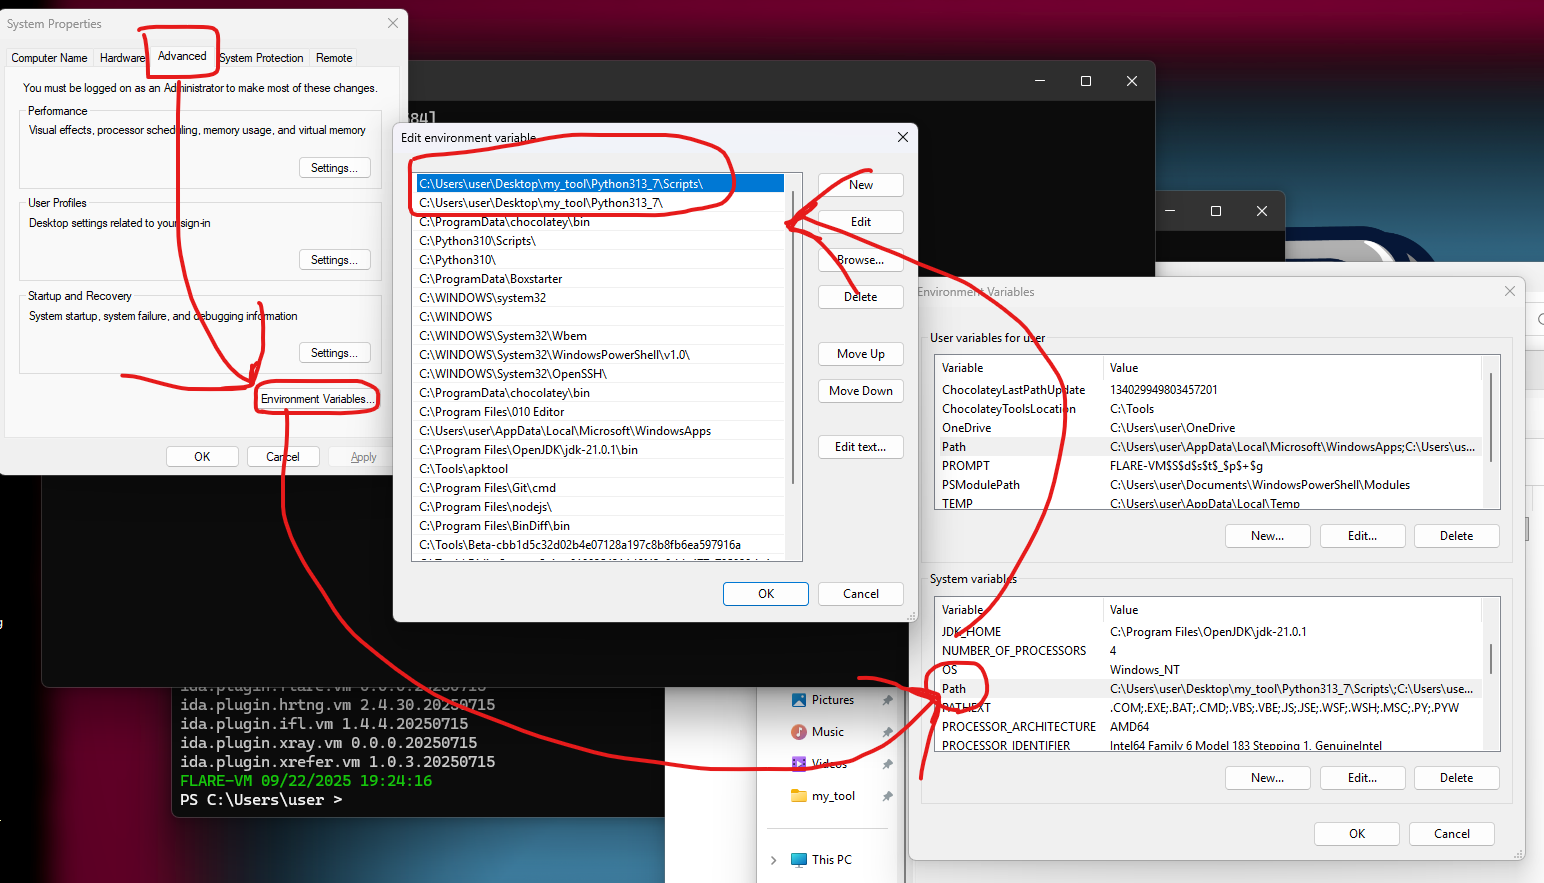 System Properties
Computer Name
Hardware
Advanced
System Protection
Remote
You must be logged on as an Administrator to make most of these changes.
Performance
Visual effects, processor scheduling, memory usage, and virtual memory
Settings...
User Profiles
Desktop settings related to your sign-in
Settings...
Startup and Recovery
System startup, system failure, and debugging information
Settings...
Environment Variables...
OK
Cancel
Apply
Edit environment variable
C:\Users\user\Desktop\my_tool\Python313_7\Scripts\
C:\Users\user\Desktop\my_tool\Python313_7\
C:\ProgramData\chocolatey\bin
C:\Python310\Scripts\
C:\Python310\
C:\ProgramData\Boxstarter
C:\WINDOWS\system32
C:\WINDOWS
C:\WINDOWS\System32\Wbem
C:\WINDOWS\System32\WindowsPowerShell\v1.0\
C:\WINDOWS\System32\OpenSSH\
C:\ProgramData\chocolatey\bin
C:\Program Files\010 Editor
C:\Users\user\AppData\Local\Microsoft\WindowsApps
C:\Program Files\OpenJDK\jdk-21.0.1\bin
C:\Tools\apktool
C:\Program Files\Git\cmd
C:\Program Files\nodejs\
C:\Program Files\BinDiff\bin
C:\Tools\Beta-cbb1d5c32d02b4e07128a197c8b8fb6ea597916a
New
Edit
Browse...
Delete
Move Up
Move Down
Edit text...
OK
Cancel
Environment Variables
User variables for user
Variable Value
ChocolateyLastPathUpdate 134029949803457201
ChocolateyToolsLocation C:\Tools
OneDrive C:\Users\user\OneDrive
Path C:\Users\user\AppData\Local\Microsoft\WindowsApps;C:\Users\us...
PROMPT FLARE-VM$S$d$s$t$_$p$+$g
PSModulePath C:\Users\user\Documents\WindowsPowerShell\Modules
TEMP C:\Users\user\AppData\Local\Temp
New...
Edit...
Delete
System variables
Variable Value
JDK_HOME C:\Program Files\OpenJDK\jdk-21.0.1
NUMBER_OF_PROCESSORS 4
OS Windows_NT
Path C:\Users\user\Desktop\my_tool\Python313_7\Scripts\;C:\Users\use...
PATHEXT .COM;.EXE;.BAT;.CMD;.VBS;.VBE;.JS;.JSE;.WSF;.WSH;.MSC;.PY;.PYW
PROCESSOR_ARCHITECTURE AMD64
PROCESSOR_IDENTIFIER Intel64 Family 6 Model 183 Stepping 1, GenuineIntel
New...
Edit...
Delete
OK
Cancel
684]
ida.plugin.flare.vm 0.0.0.20250715
ida.plugin.hrtng.vm 2.4.30.20250715
ida.plugin.ifl.vm 1.4.4.20250715
ida.plugin.xray.vm 0.0.0.20250715
ida.plugin.xrefer.vm 1.0.3.20250715
FLARE-VM 09/22/2025 19:24:16
PS C:\Users\user >
Pictures
Music
Videos
my_tool
This PC